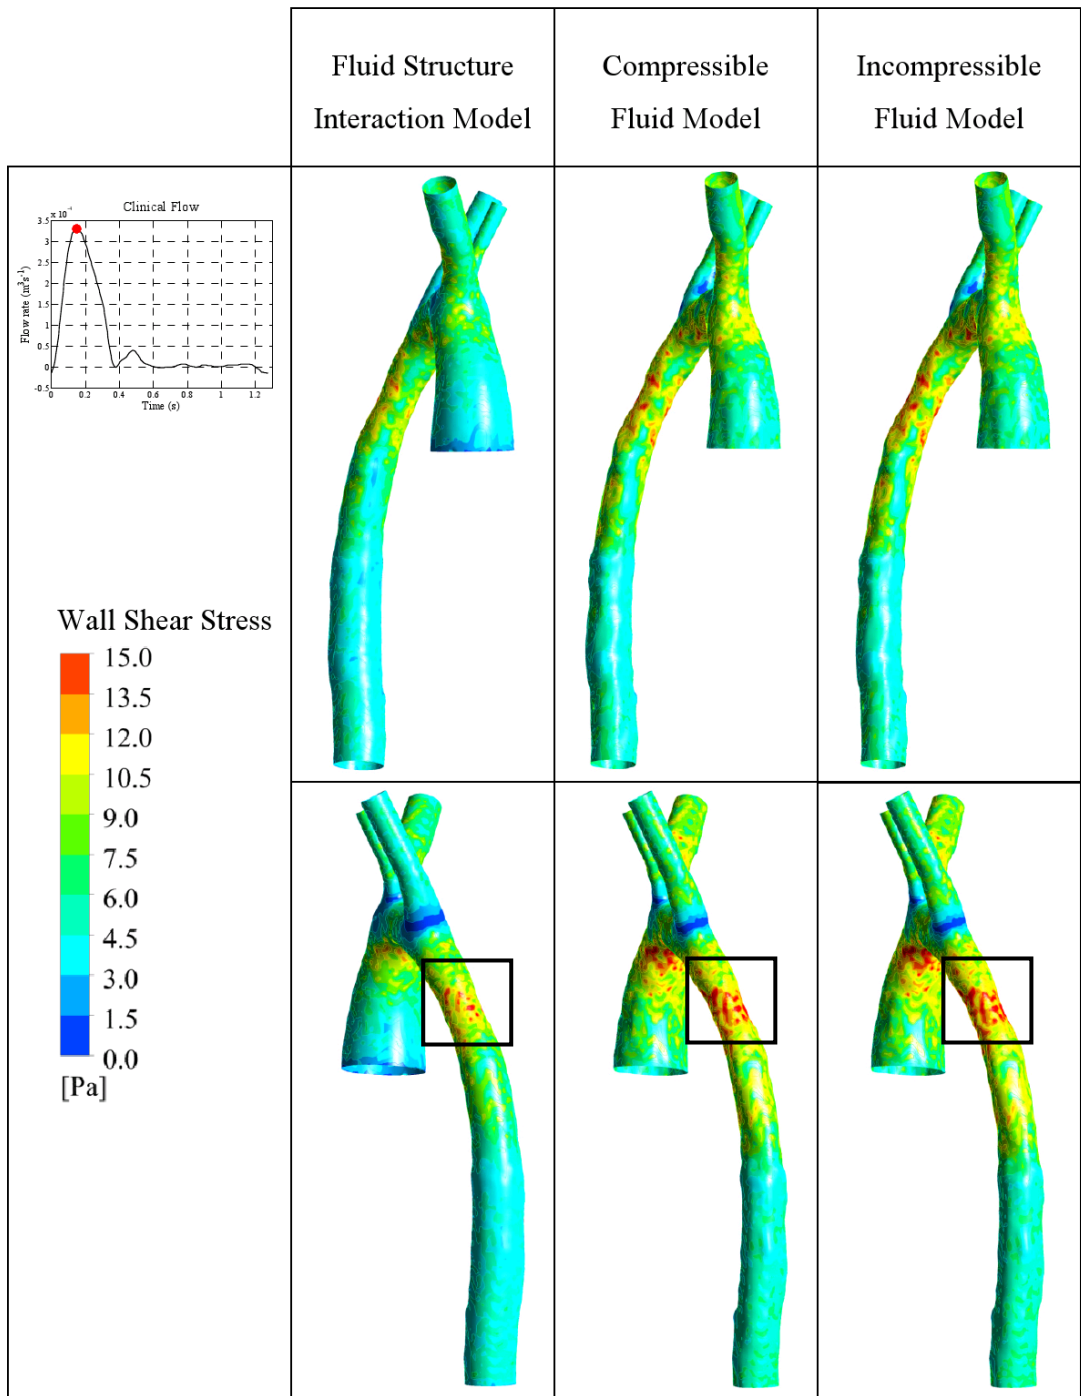 Fluid Structure
Interaction Model
Compressible
Fluid Model
Incompressible
Fluid Model
x 10⁻⁴
Clinical Flow
3.5
3
2.5
2
1.5
1
0.5
0
-0.5
Flow rate (m³s⁻¹)
0
0.2
0.4
0.6
0.8
1
1.2
Time (s)
Wall Shear Stress
15.0
13.5
12.0
10.5
9.0
7.5
6.0
4.5
3.0
1.5
0.0
[Pa]